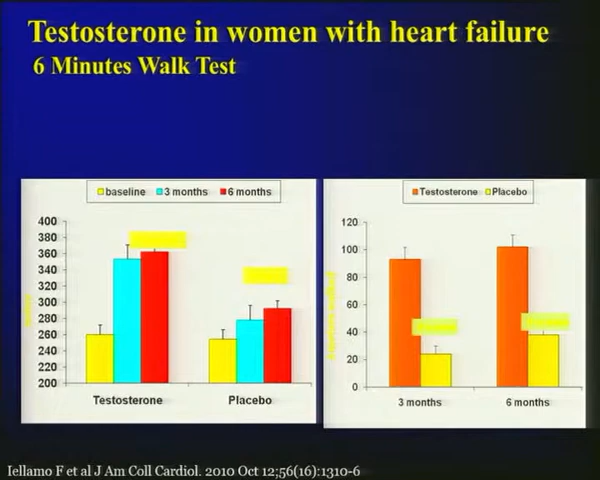 Testosterone in women with heart failure
6 Minutes Walk Test
baseline 3 months 6 months
400
380
360
340
320
300
280
260
240
220
200
Testosterone Placebo
Testosterone Placebo
120
100
80
60
40
20
0
3 months 6 months
Iellamo F et al J Am Coll Cardiol. 2010 Oct 12;56(16):1310-6